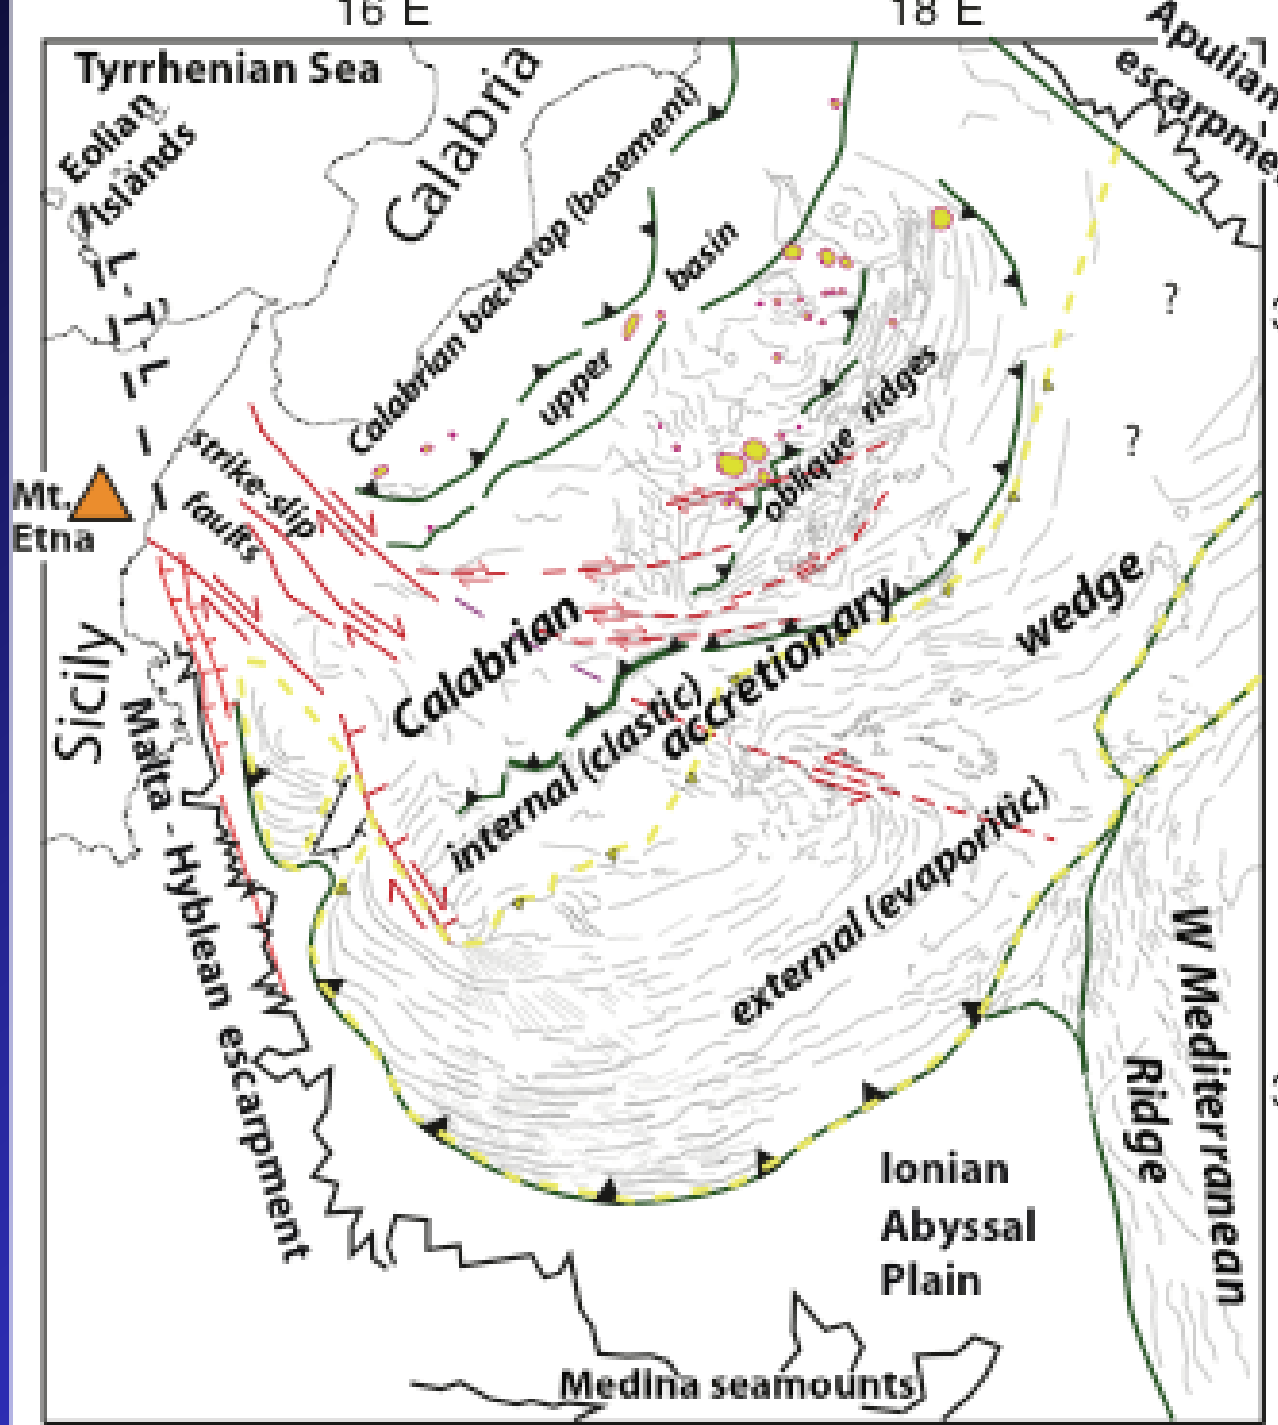 16 E
18 E
Tyrrhenian Sea
Apulian
Eolian
Islands
Calabria
Calabrian backstop (basement)
basin
upper
oblique ridges
?
?
L-T-L
strike-slip
faults
Mt.
Etna
Sicily
Calabrian
accretionary
wedge
internal (clastic)
external (evaporitic)
Malta - Hyblean escarpment
W Mediterranean
Ridge
Ionian
Abyssal
Plain
Medina seamounts